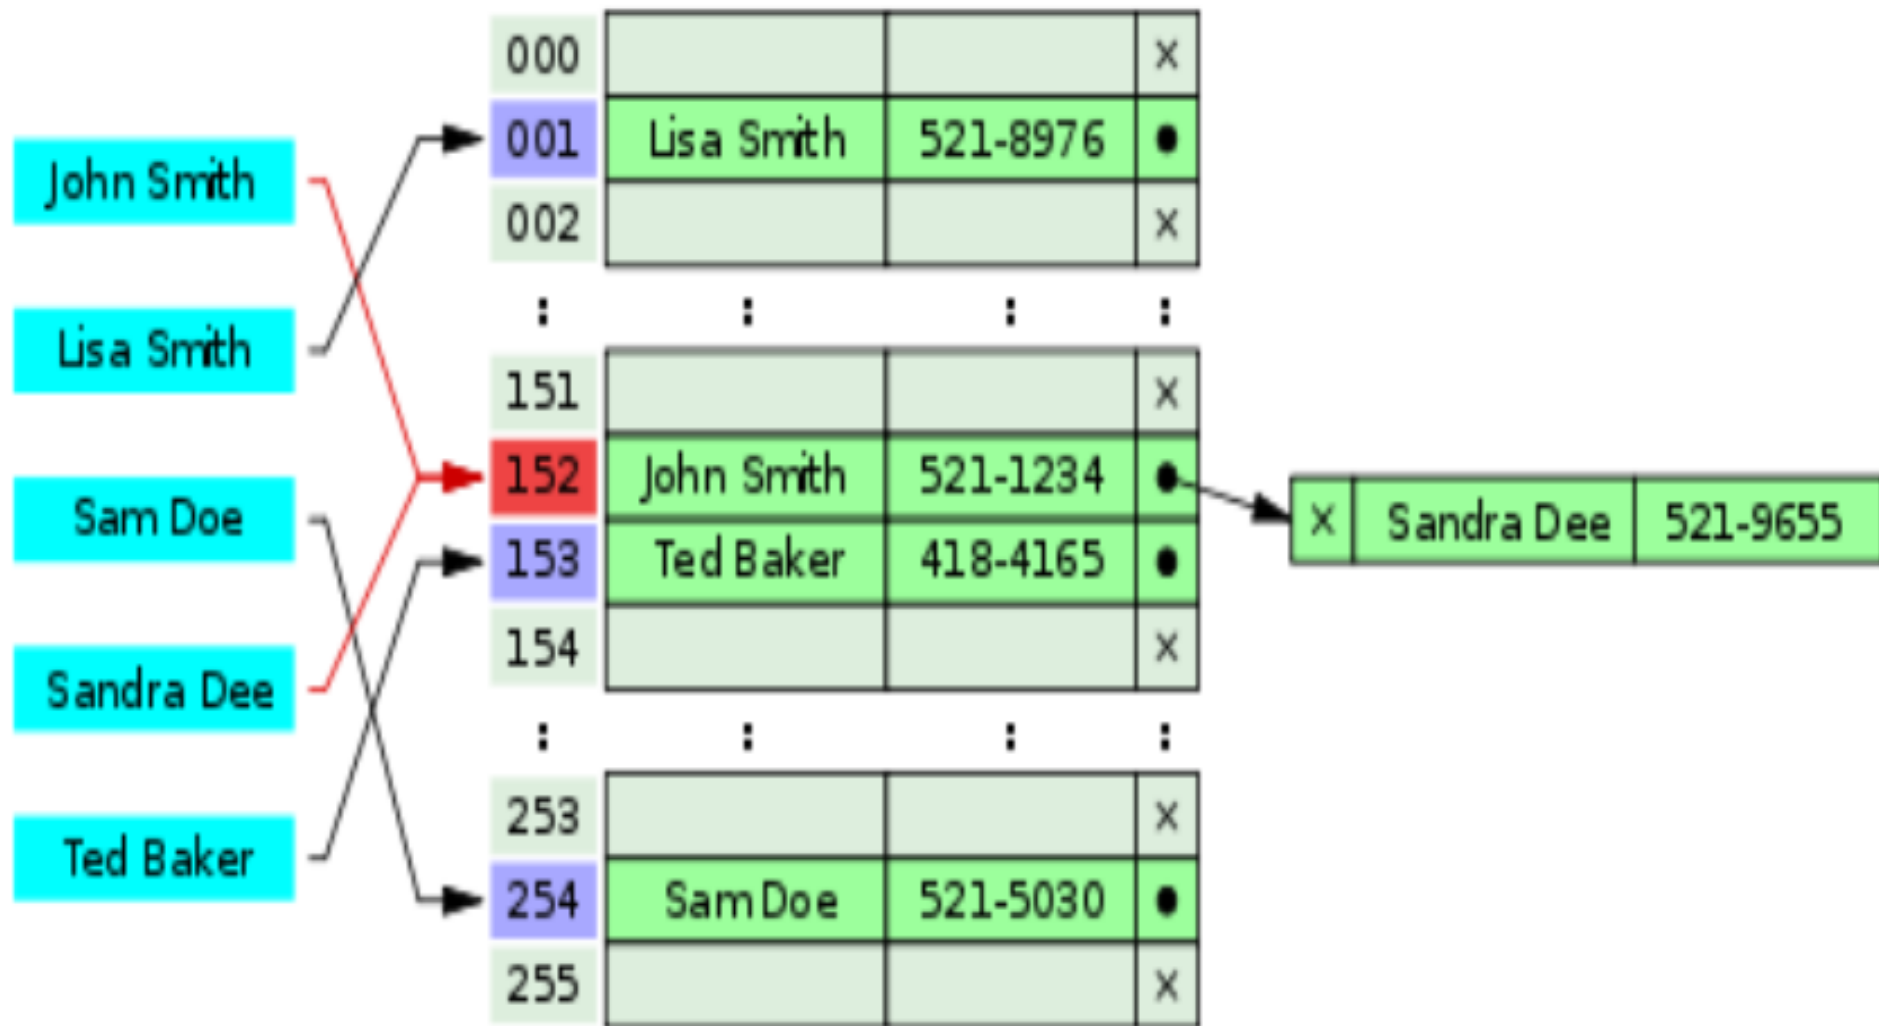 John Smith
Lisa Smith
Sam Doe
Sandra Dee
Ted Baker
000 x
001 Lisa Smith 521-8976 ●
002 x
: : : :
151 x
152 John Smith 521-1234 ●
153 Ted Baker 418-4165 ●
154 x
: : : :
253 x
254 Sam Doe 521-5030 ●
255 x
x Sandra Dee 521-9655